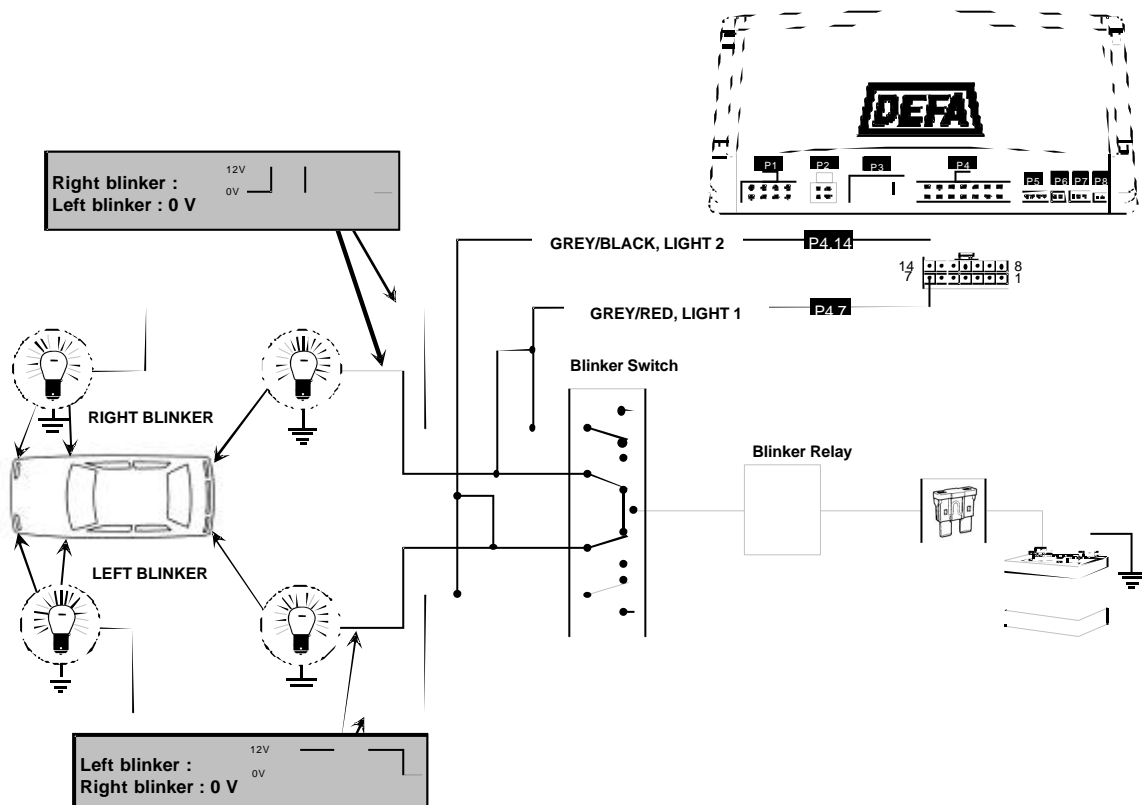 DEFA
P1 P2 P3 P4
P5 P6 P7 P8
12V
Right blinker :
0V
Left blinker : 0 V
GREY/BLACK, LIGHT 2
P4.14
14 8
7 1
GREY/RED, LIGHT 1
P4.7
Blinker Switch
RIGHT BLINKER
Blinker Relay
LEFT BLINKER
12V
Left blinker :
0V
Right blinker : 0 V